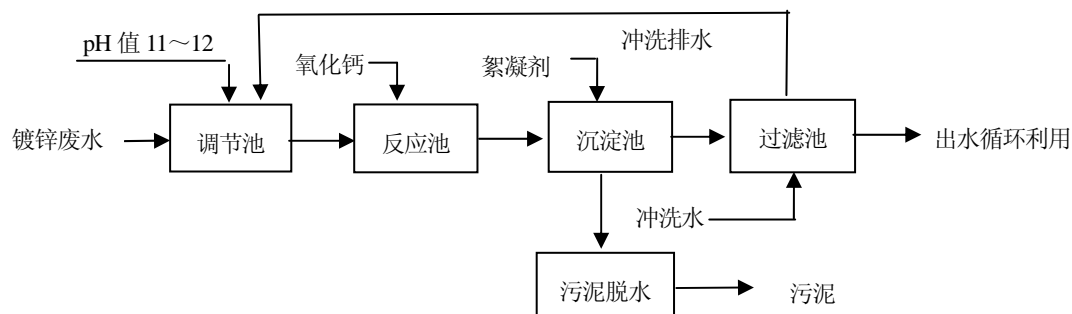 冲洗排水
pH 值 11～12
氧化钙
絮凝剂
镀锌废水
调节池
反应池
沉淀池
过滤池
出水循环利用
冲洗水
污泥脱水
污泥